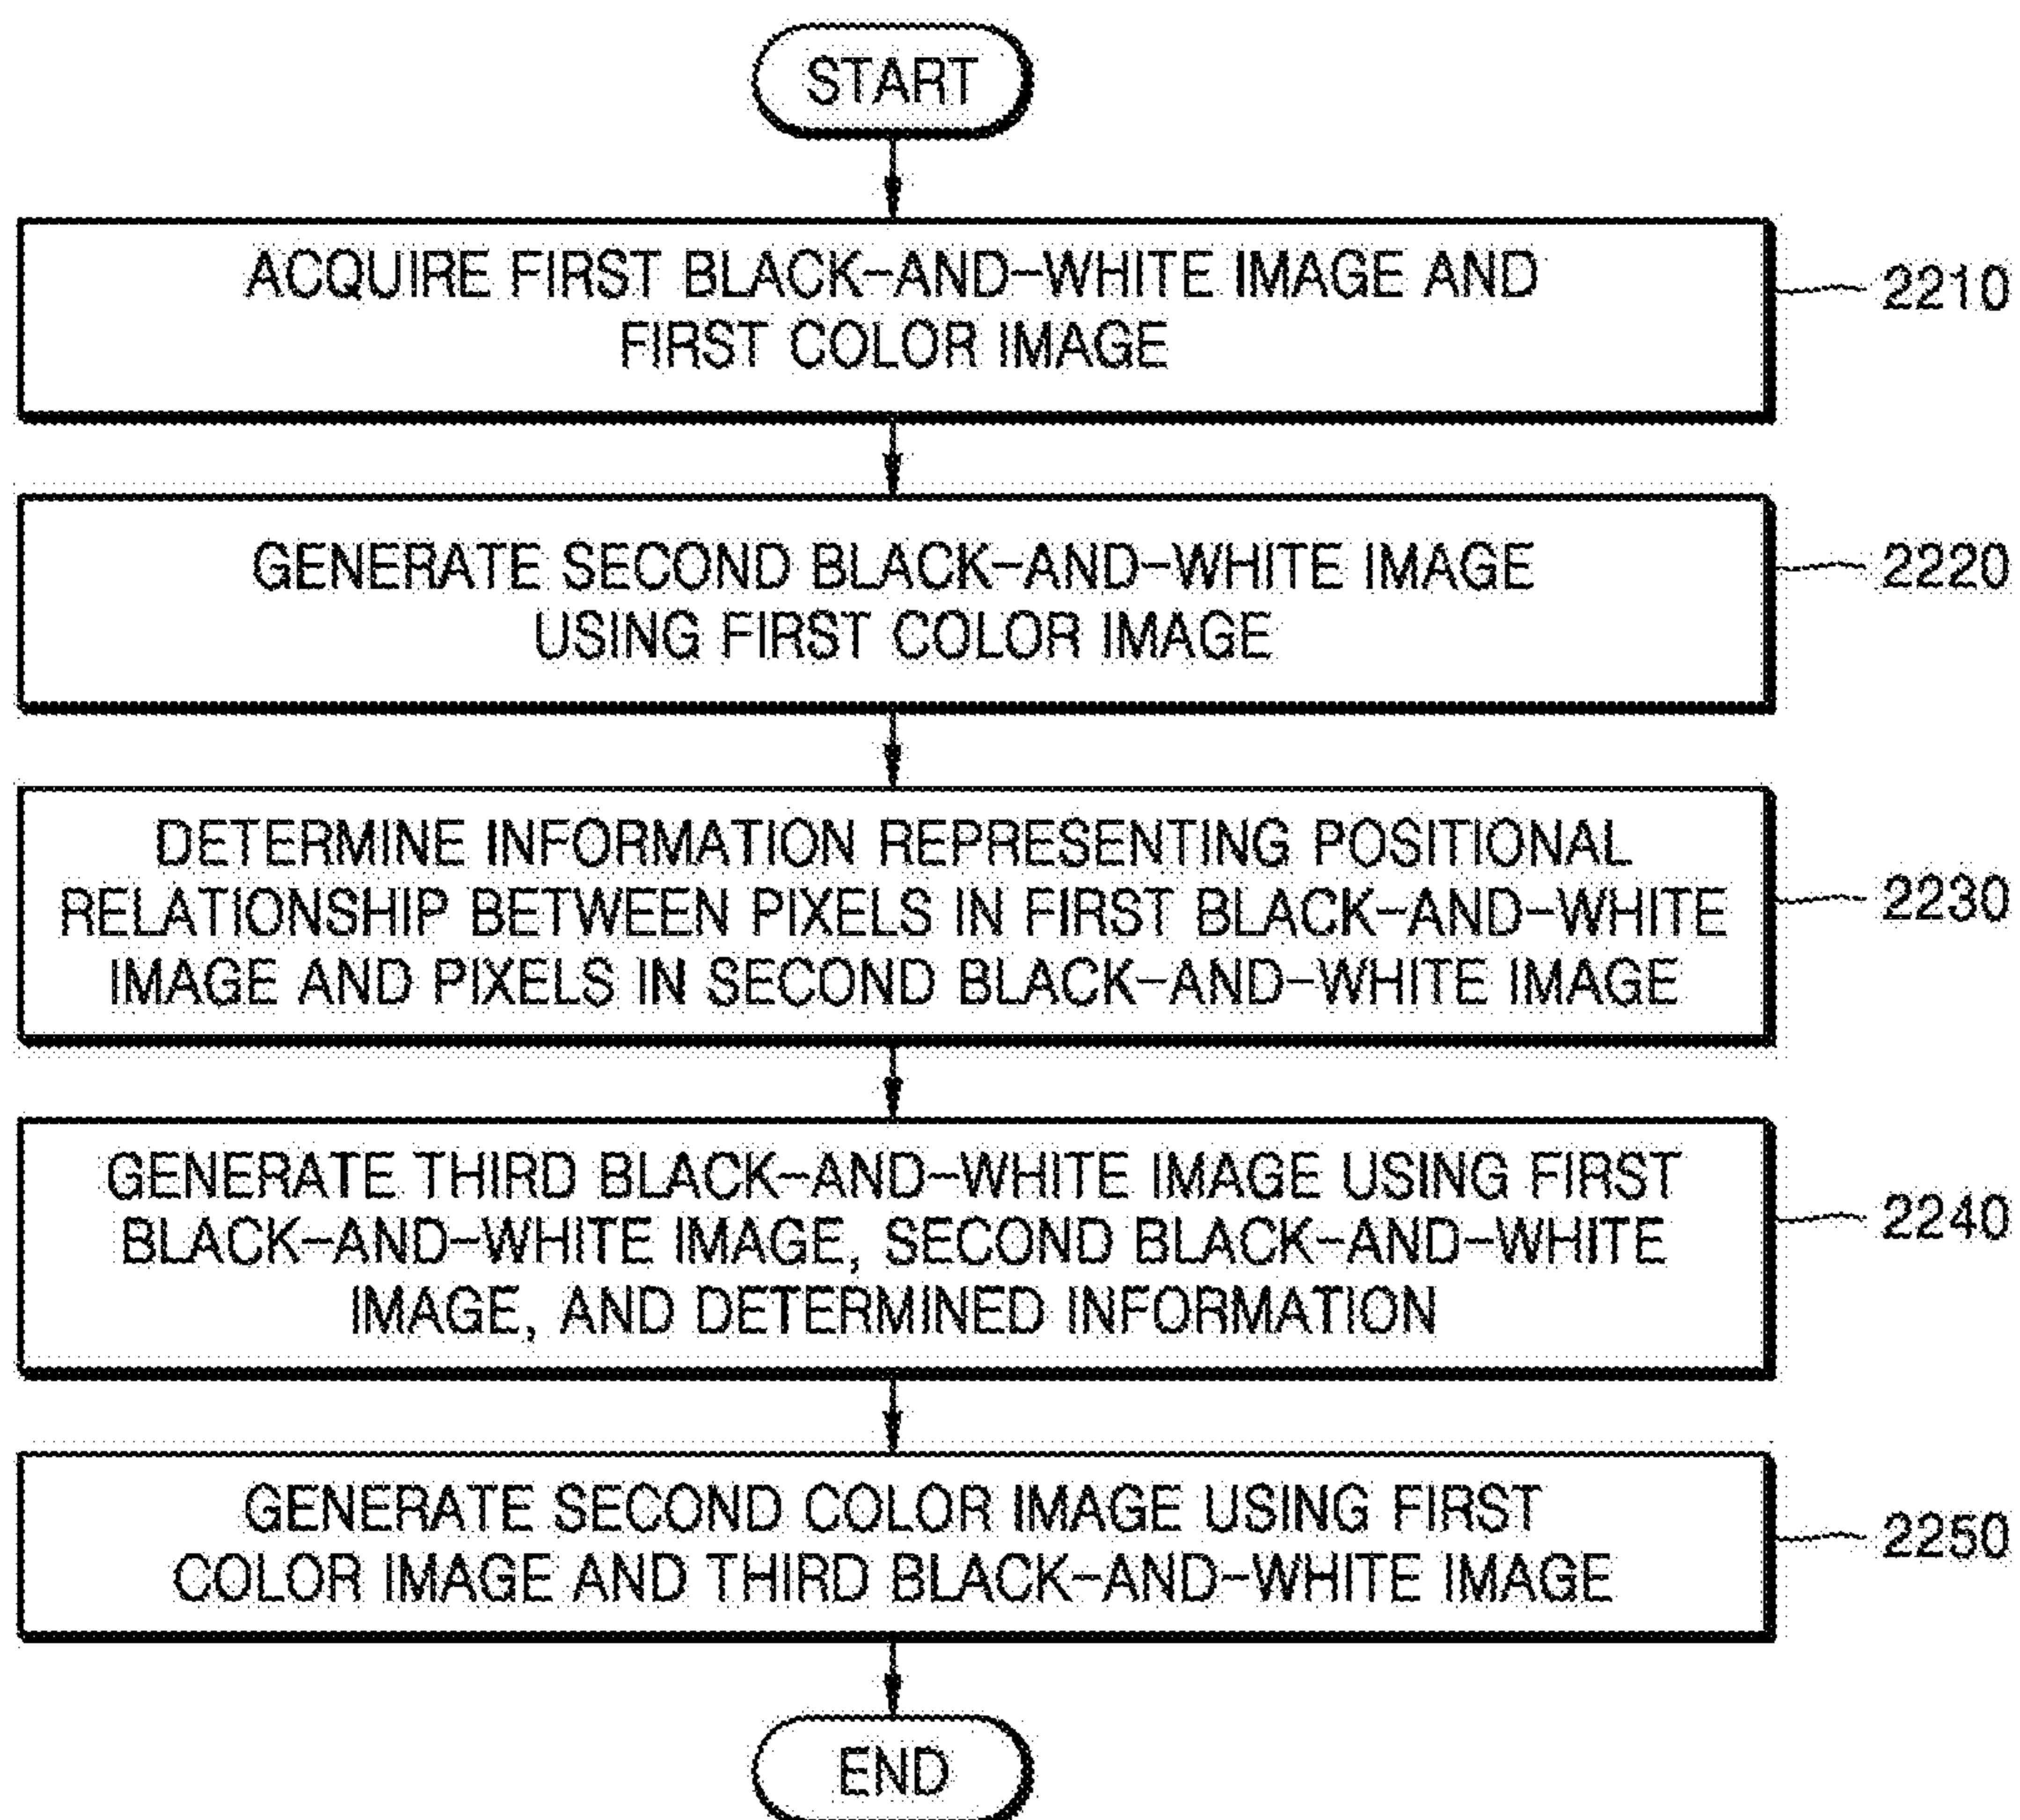 START
ACQUIRE FIRST BLACK-AND-WHITE IMAGE AND
FIRST COLOR IMAGE
2210
GENERATE SECOND BLACK-AND-WHITE IMAGE
USING FIRST COLOR IMAGE
2220
DETERMINE INFORMATION REPRESENTING POSITIONAL
RELATIONSHIP BETWEEN PIXELS IN FIRST BLACK-AND-WHITE
IMAGE AND PIXELS IN SECOND BLACK-AND-WHITE IMAGE
2230
GENERATE THIRD BLACK-AND-WHITE IMAGE USING FIRST
BLACK-AND-WHITE IMAGE, SECOND BLACK-AND-WHITE
IMAGE, AND DETERMINED INFORMATION
2240
GENERATE SECOND COLOR IMAGE USING FIRST
COLOR IMAGE AND THIRD BLACK-AND-WHITE IMAGE
2250
END